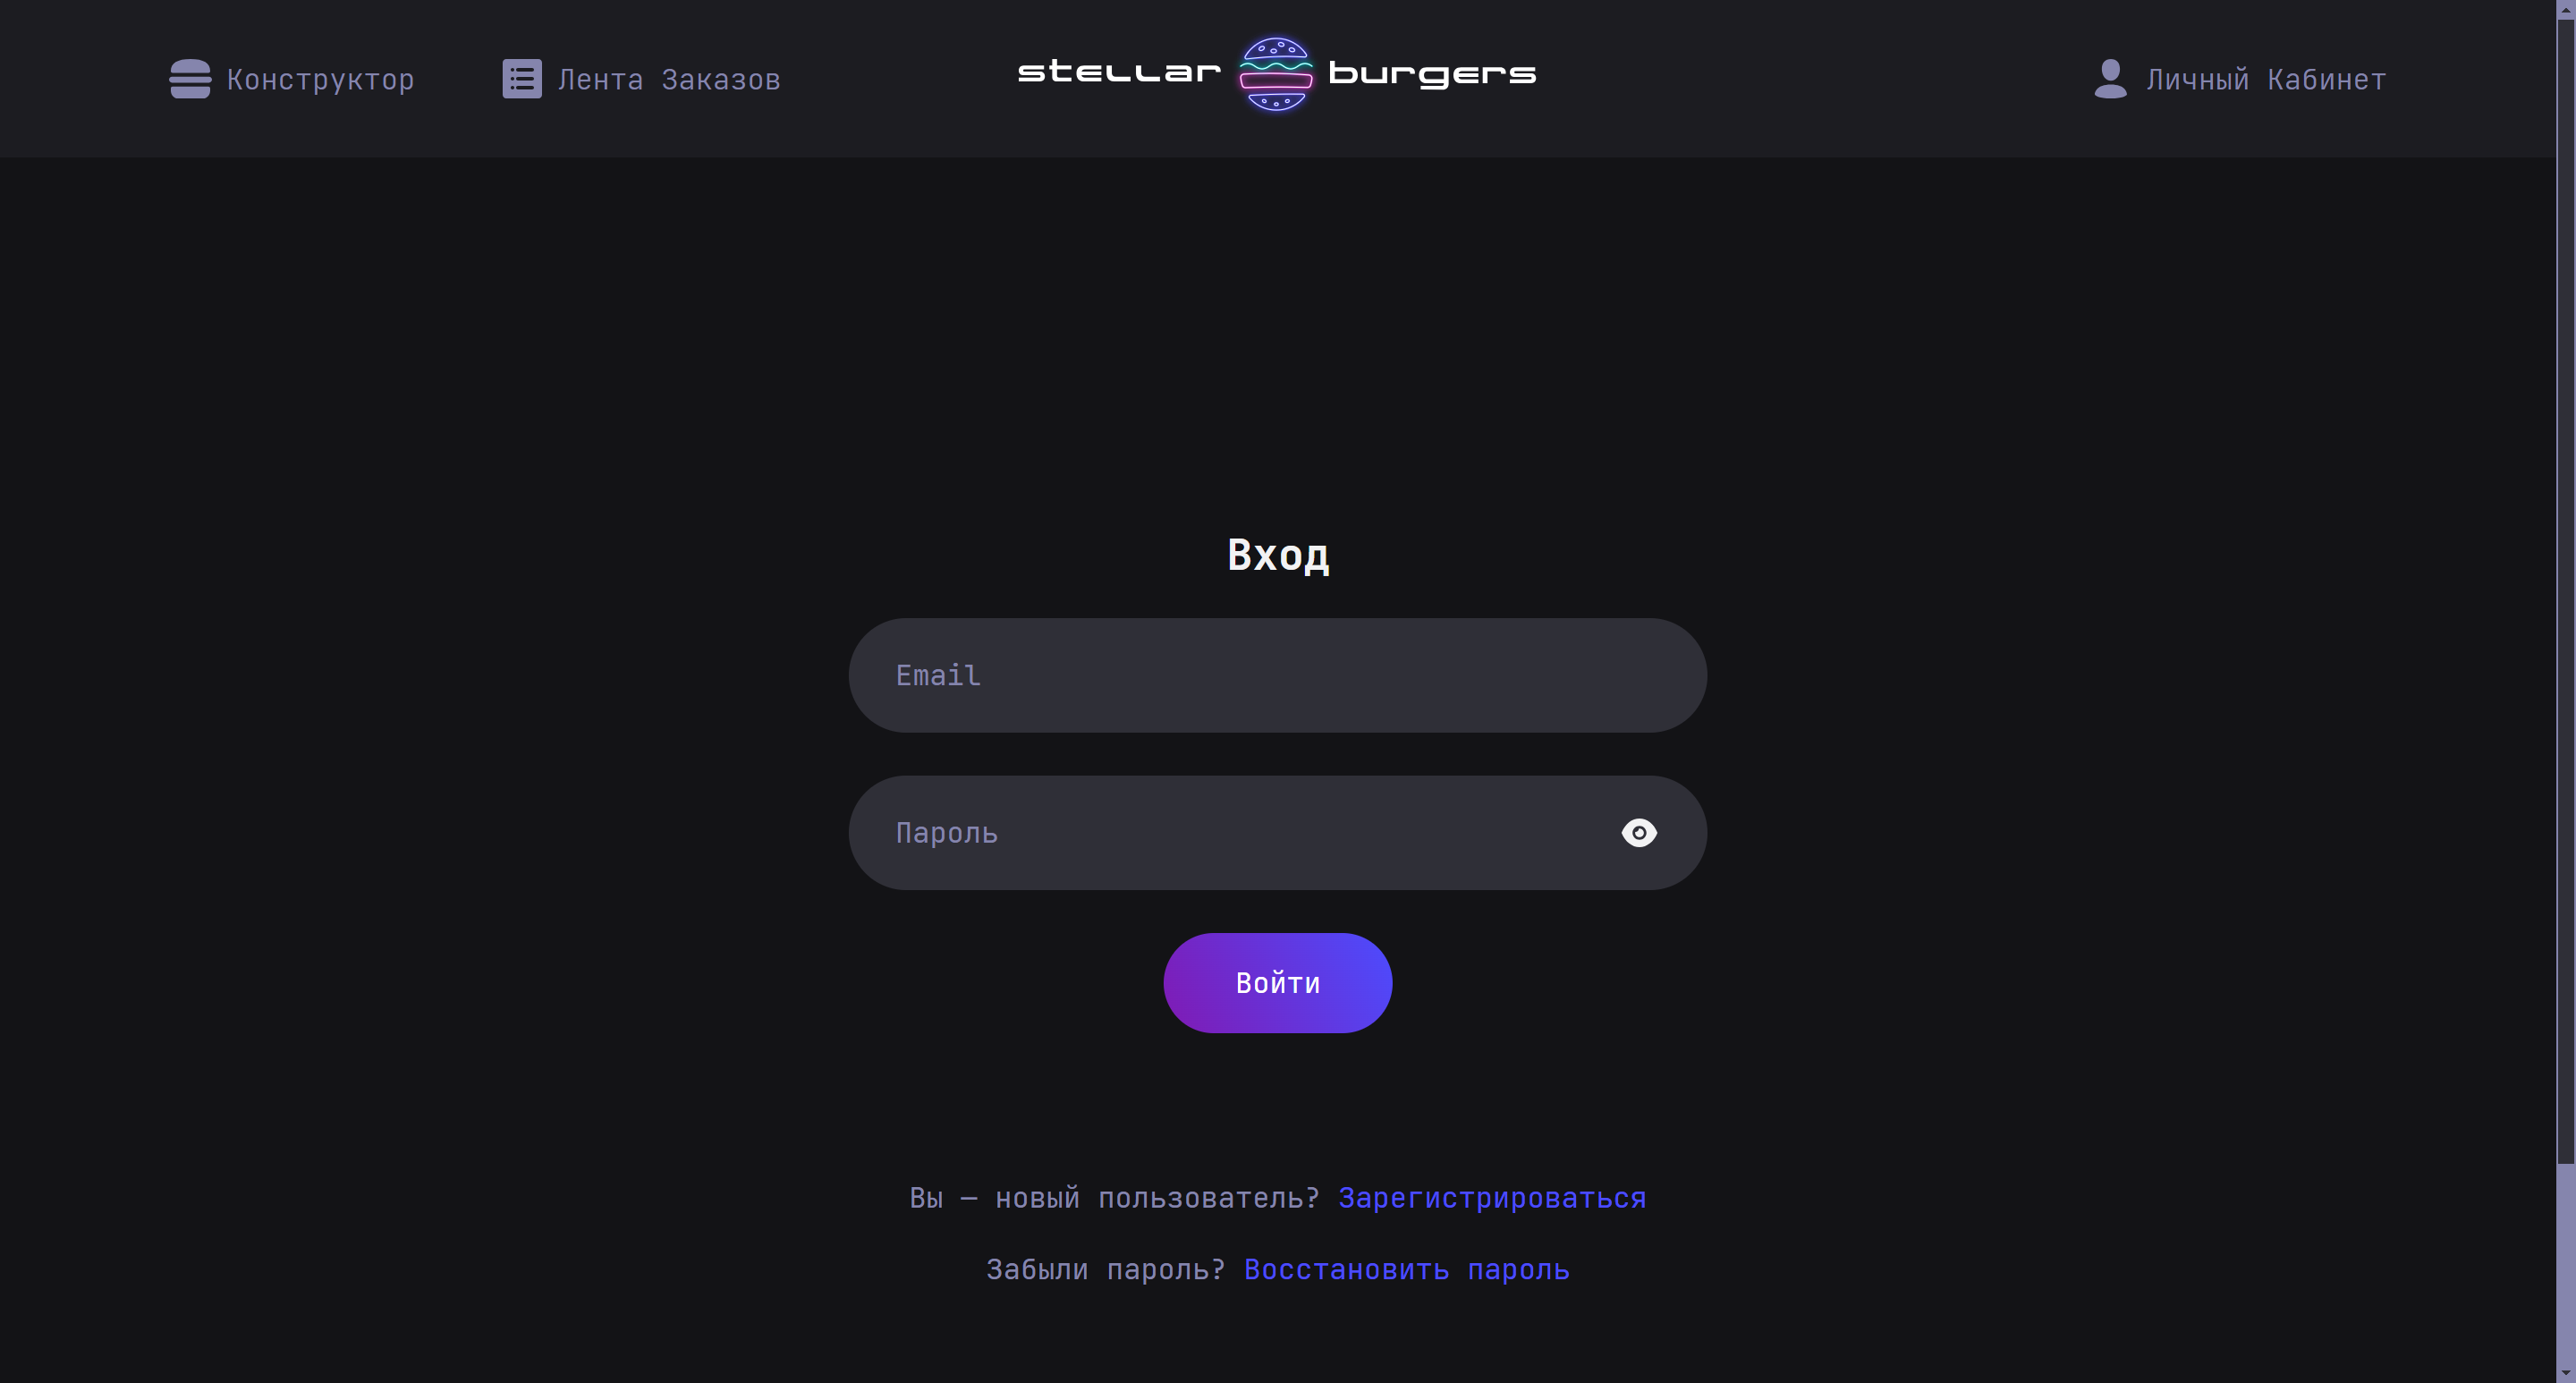 Конструктор
Лента Заказов
stellar burgers
Личный Кабинет
Вход
Email
Пароль
Войти
Вы — новый пользователь? Зарегистрироваться
Забыли пароль? Восстановить пароль